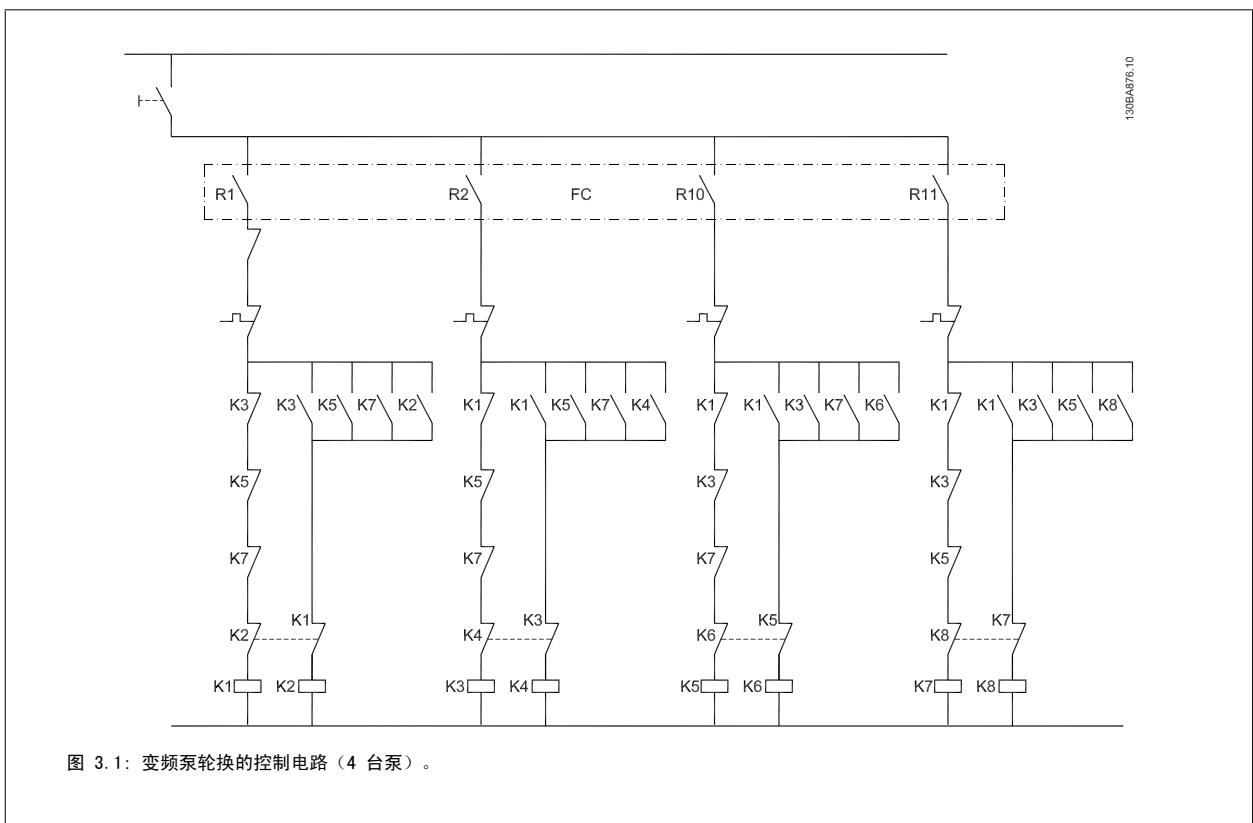 130BA876.10
R1 R2 FC R10 R11
K3 K3 K5 K7 K2 K1 K1 K5 K7 K4 K1 K1 K3 K7 K6 K1 K1 K3 K5 K8
K5 K5 K3 K3
K7 K7 K7 K5
K2 K1 K4 K3 K6 K5 K8 K7
K1 K2 K3 K4 K5 K6 K7 K8
图 3.1: 变频泵轮换的控制电路（4 台泵）。